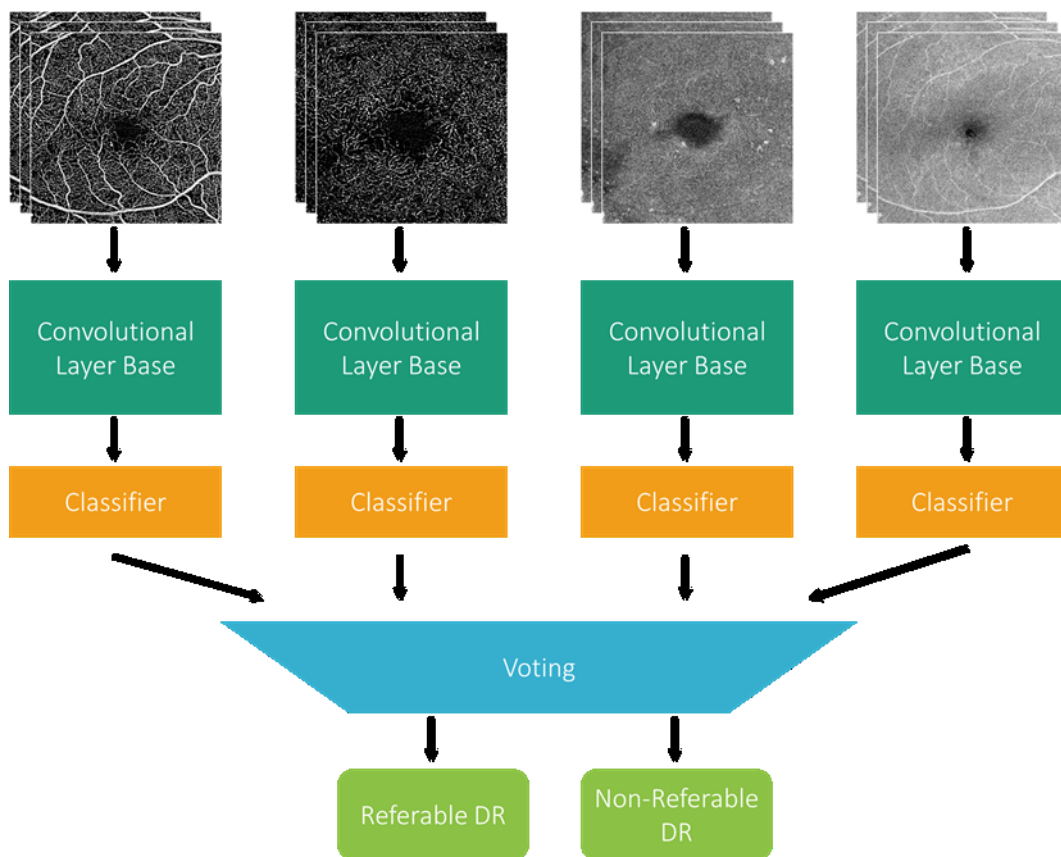 Convolutional
Layer Base
Convolutional
Layer Base
Convolutional
Layer Base
Convolutional
Layer Base
Classifier
Classifier
Classifier
Classifier
Voting
Referable DR
Non-Referable
DR